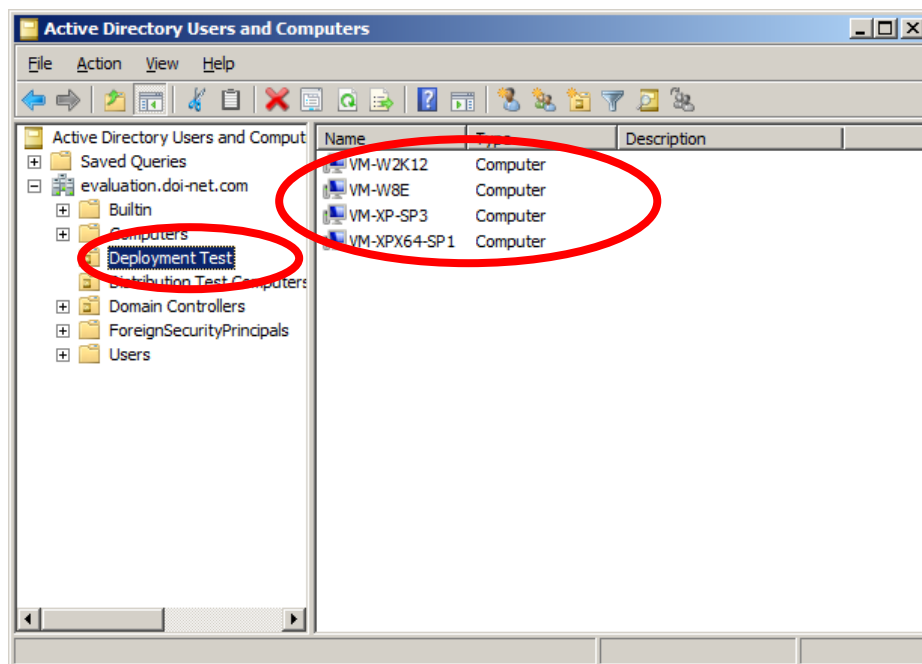 Active Directory Users and Computers
File Action View Help
Active Directory Users and Comput
Saved Queries
evaluation.doi-net.com
Builtin
Computers
Deployment Test
Distribution Test Computers
Domain Controllers
ForeignSecurityPrincipals
Users
Name Type Description
VM-W2K12 Computer
VM-W8E Computer
VM-XP-SP3 Computer
VM-XPX64-SP1 Computer